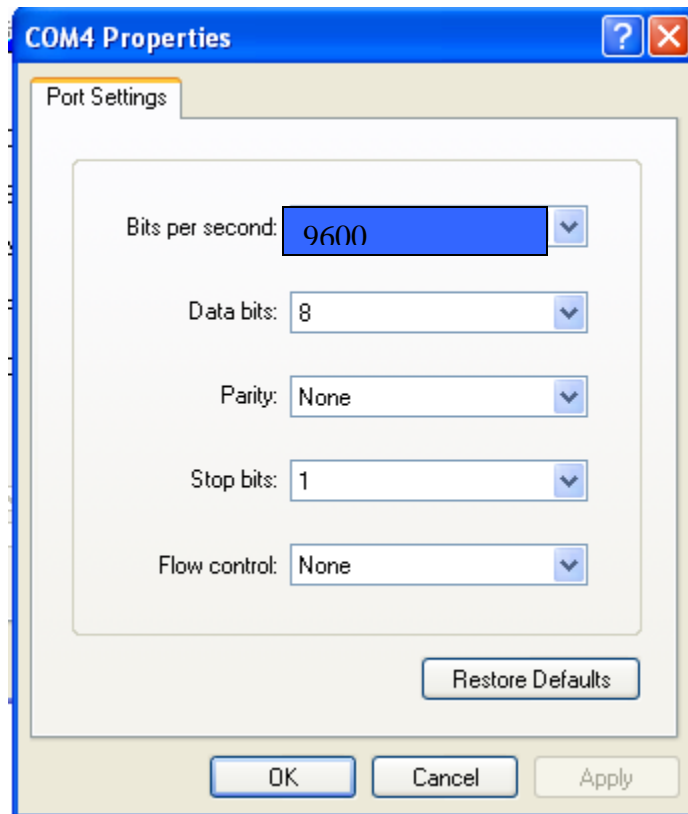 COM4 Properties
Port Settings
Bits per second: 9600
Data bits: 8
Parity: None
Stop bits: 1
Flow control: None
Restore Defaults
OK Cancel Apply